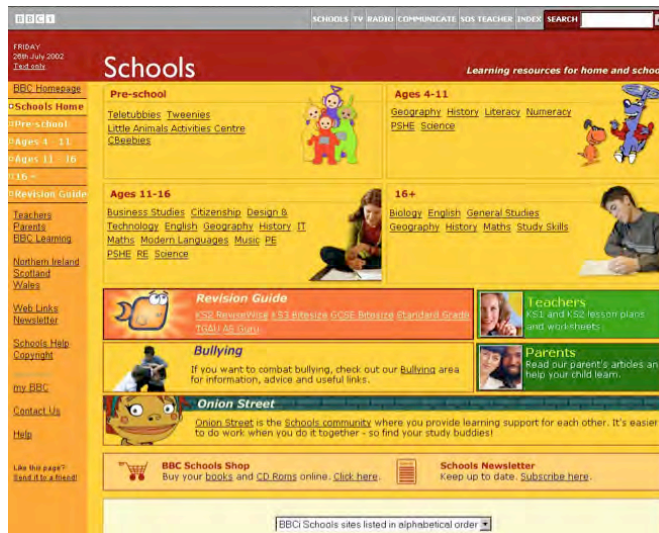 BBCi
SCHOOLS TV RADIO COMMUNICATE SOS TEACHER INDEX SEARCH
FRIDAY
26th July 2002
Text only
Schools
Learning resources for home and schoo
BBC Homepage
Schools Home
Pre-school
Ages 4 - 11
Ages 11 - 16
16 +
Revision Guide
Teachers
Parents
BBC Learning
Northern Ireland
Scotland
Wales
Web Links
Newsletter
Schools Help
Copyright
my BBC
Contact Us
Help
Like this page?
Send it to a friend!
Pre-school
Teletubbies Tweenies
Little Animals Activities Centre
CBeebies
Ages 4-11
Geography History Literacy Numeracy
PSHE Science
Ages 11-16
Business Studies Citizenship Design &
Technology English Geography History IT
Maths Modern Languages Music PE
PSHE RE Science
16+
Biology English General Studies
Geography History Maths Study Skills
Revision Guide
KS2 ReviseWise KS3 Bitesize GCSE Bitesize Standard Grade
TGAU AS Guru
Teachers
KS1 and KS2 lesson plans
and worksheets
Bullying
If you want to combat bullying, check out our Bullying area
for information, advice and useful links.
Parents
Read our parent's articles an
help your child learn.
Onion Street
Onion Street is the Schools community where you provide learning support for each other. It's easier
to do work when you do it together - so find your study buddies!
BBC Schools Shop
Buy your books and CD Roms online. Click here.
Schools Newsletter
Keep up to date. Subscribe here.
BBCi Schools sites listed in alphabetical order